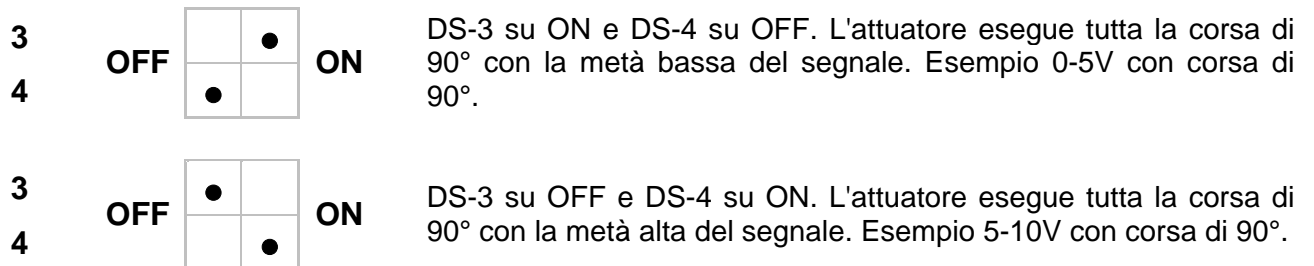 3
OFF ON
4
DS-3 su ON e DS-4 su OFF. L'attuatore esegue tutta la corsa di
90° con la metà bassa del segnale. Esempio 0-5V con corsa di
90°.
3
OFF ON
4
DS-3 su OFF e DS-4 su ON. L'attuatore esegue tutta la corsa di
90° con la metà alta del segnale. Esempio 5-10V con corsa di 90°.